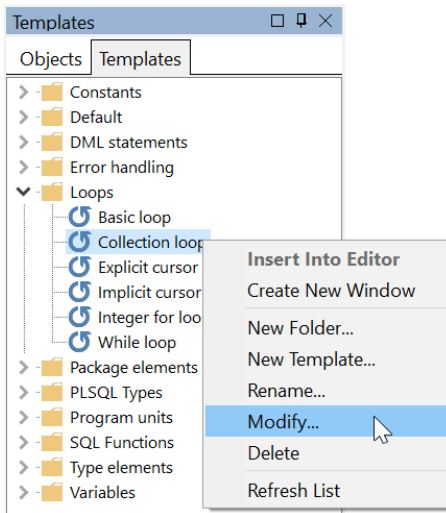 Templates
Objects Templates
Constants
Default
DML statements
Error handling
Loops
Basic loop
Collection loop
Explicit cursor
Implicit cursor
Integer for loo
While loop
Package elements
PLSQL Types
Program units
SQL Functions
Type elements
Variables
Insert Into Editor
Create New Window
New Folder...
New Template...
Rename...
Modify...
Delete
Refresh List